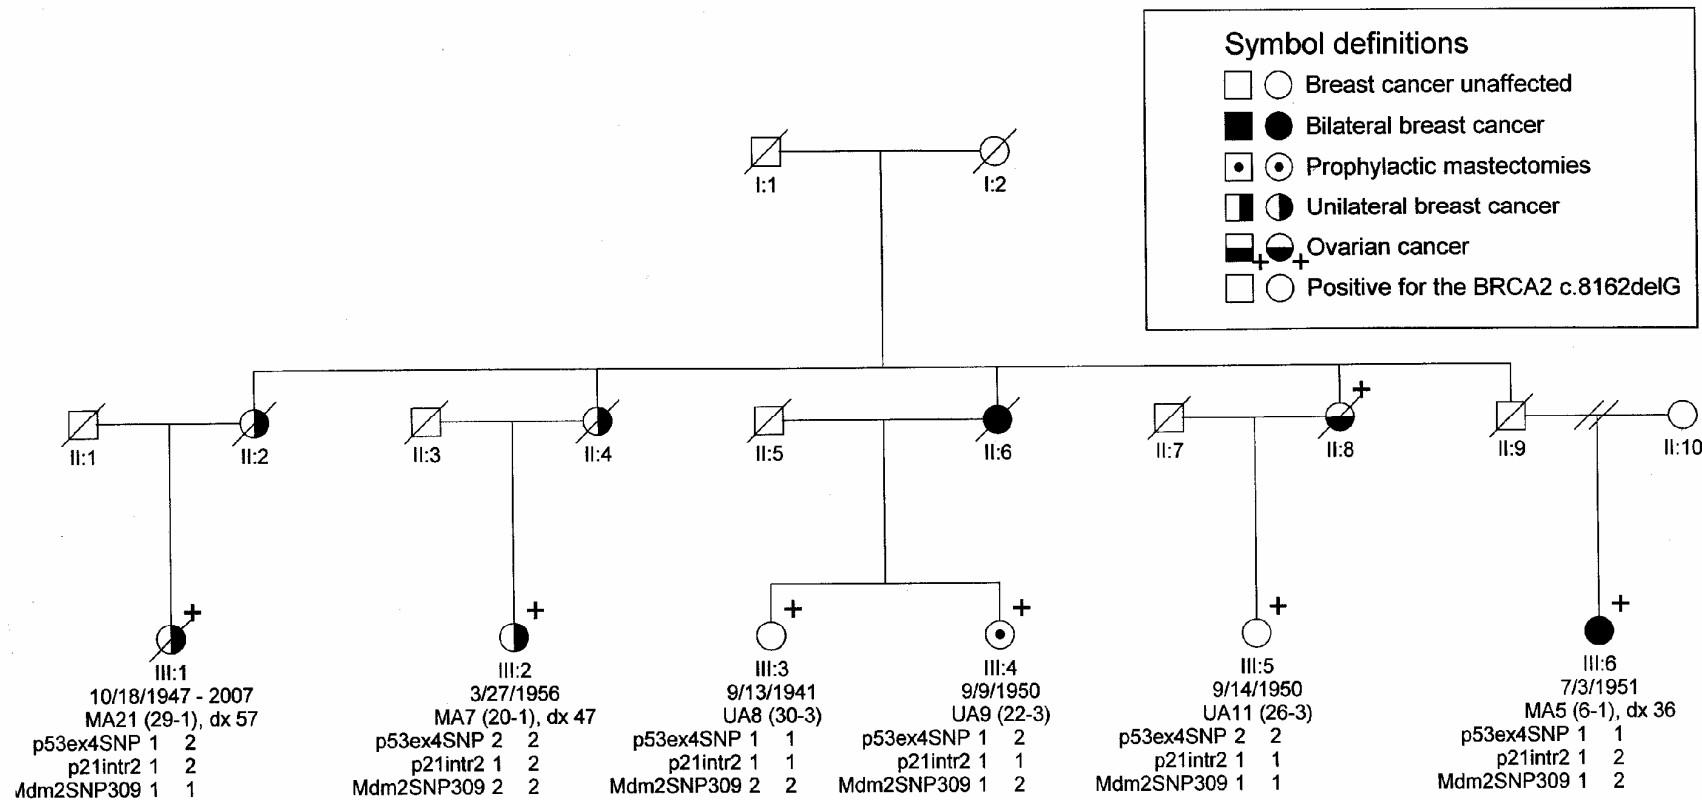 Symbol definitions
Breast cancer unaffected
Bilateral breast cancer
Prophylactic mastectomies
Unilateral breast cancer
Ovarian cancer
+ +
Positive for the BRCA2 c.8162delG
I:1 I:2
+
II:1 II:2 II:3 II:4 II:5 II:6 II:7 II:8 II:9 II:10
+ + + + + +
III:1
10/18/1947 - 2007
MA21 (29-1), dx 57
p53ex4SNP 1 2
p21intr2 1 2
Mdm2SNP309 1 1
III:2
3/27/1956
MA7 (20-1), dx 47
p53ex4SNP 2 2
p21intr2 1 2
Mdm2SNP309 2 2
III:3
9/13/1941
UA8 (30-3)
p53ex4SNP 1 1
p21intr2 1 1
Mdm2SNP309 2 2
III:4
9/9/1950
UA9 (22-3)
p53ex4SNP 1 2
p21intr2 1 1
Mdm2SNP309 1 2
III:5
9/14/1950
UA11 (26-3)
p53ex4SNP 2 2
p21intr2 1 1
Mdm2SNP309 1 1
III:6
7/3/1951
MA5 (6-1), dx 36
p53ex4SNP 1 1
p21intr2 1 2
Mdm2SNP309 1 2